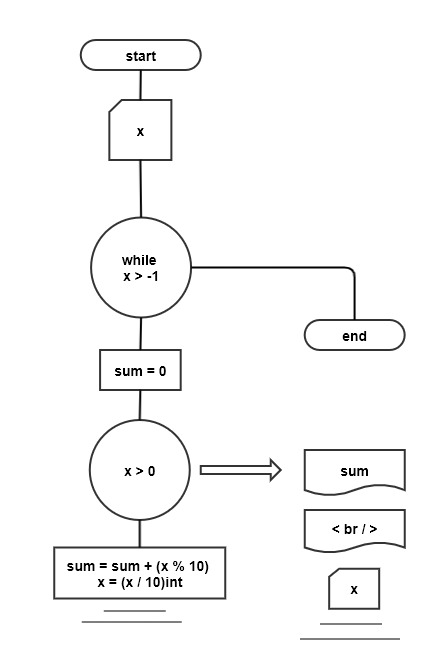 start
x
while
x > -1
end
sum = 0
x > 0
sum
< br / >
sum = sum + (x % 10)
x = (x / 10)int
x